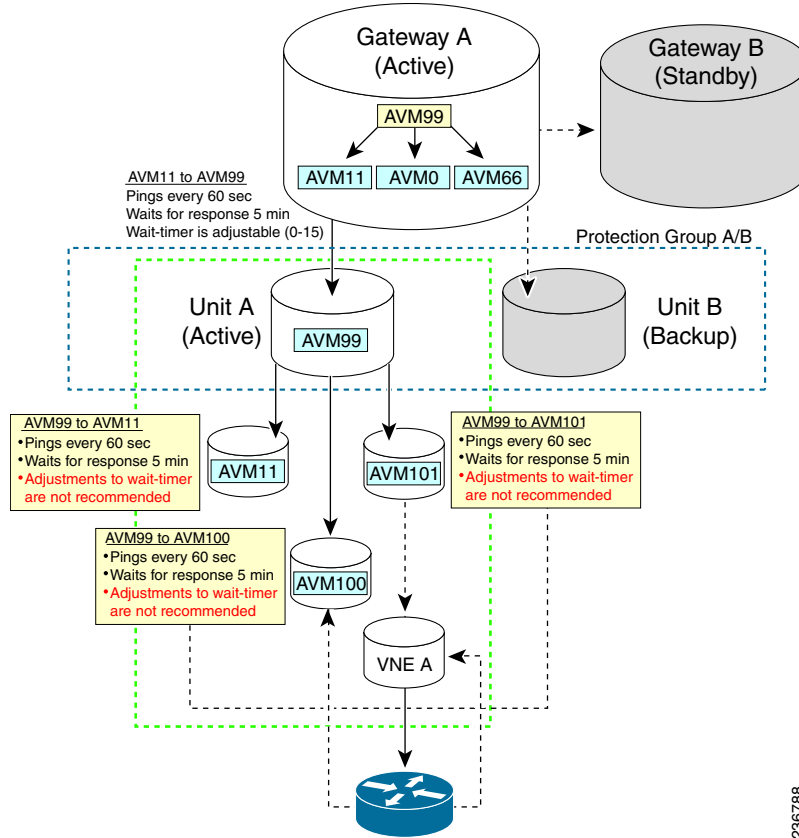 Gateway A
(Active)
Gateway B
(Standby)
AVM99
AVM11
AVM0
AVM66
AVM11 to AVM99
Pings every 60 sec
Waits for response 5 min
Wait-timer is adjustable (0-15)
Protection Group A/B
Unit A
(Active)
AVM99
Unit B
(Backup)
AVM99 to AVM11
•Pings every 60 sec
•Waits for response 5 min
•Adjustments to wait-timer
are not recommended
AVM11
AVM101
AVM99 to AVM101
•Pings every 60 sec
•Waits for response 5 min
•Adjustments to wait-timer
are not recommended
AVM99 to AVM100
•Pings every 60 sec
•Waits for response 5 min
•Adjustments to wait-timer
are not recommended
AVM100
VNE A
236788